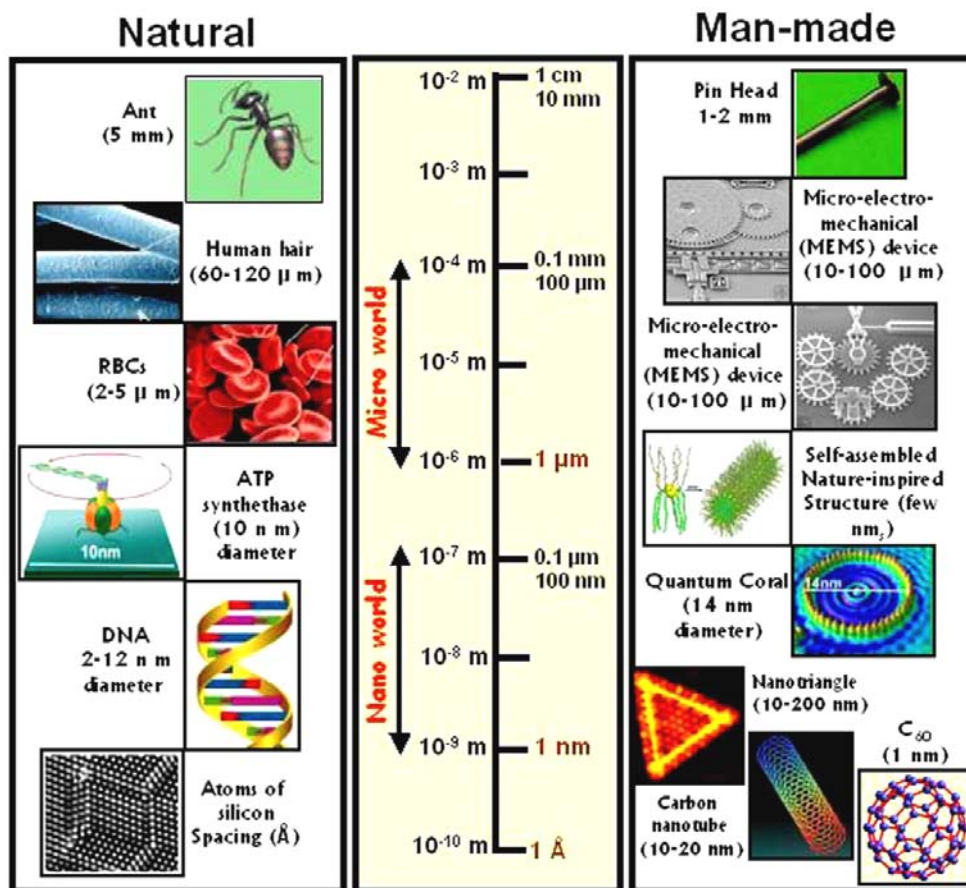 Natural
Man-made
Ant
(5 mm)
Human hair
(60-120 μ m)
RBCs
(2-5 μ m)
10nm
ATP
synthethase
(10 n m)
diameter
DNA
2-12 n m
diameter
Atoms of
silicon
Spacing (Å)
10⁻² m
1 cm
10 mm
10⁻³ m
10⁻⁴ m
0.1 mm
100 μm
Micro world
10⁻⁵ m
10⁻⁶ m
1 μm
10⁻⁷ m
0.1 μm
100 nm
Nano world
10⁻⁸ m
10⁻⁹ m
1 nm
10⁻¹⁰ m
1 Å
Pin Head
1-2 mm
Micro-electro-
mechanical
(MEMS) device
(10-100 μ m)
Micro-electro-
mechanical
(MEMS) device
(10-100 μ m)
Self-assembled
Nature-inspired
Structure (few
nmₛ)
Quantum Coral
(14 nm
diameter)
14nm
Nanotriangle
(10-200 nm)
C₆₀
(1 nm)
Carbon
nanotube
(10-20 nm)